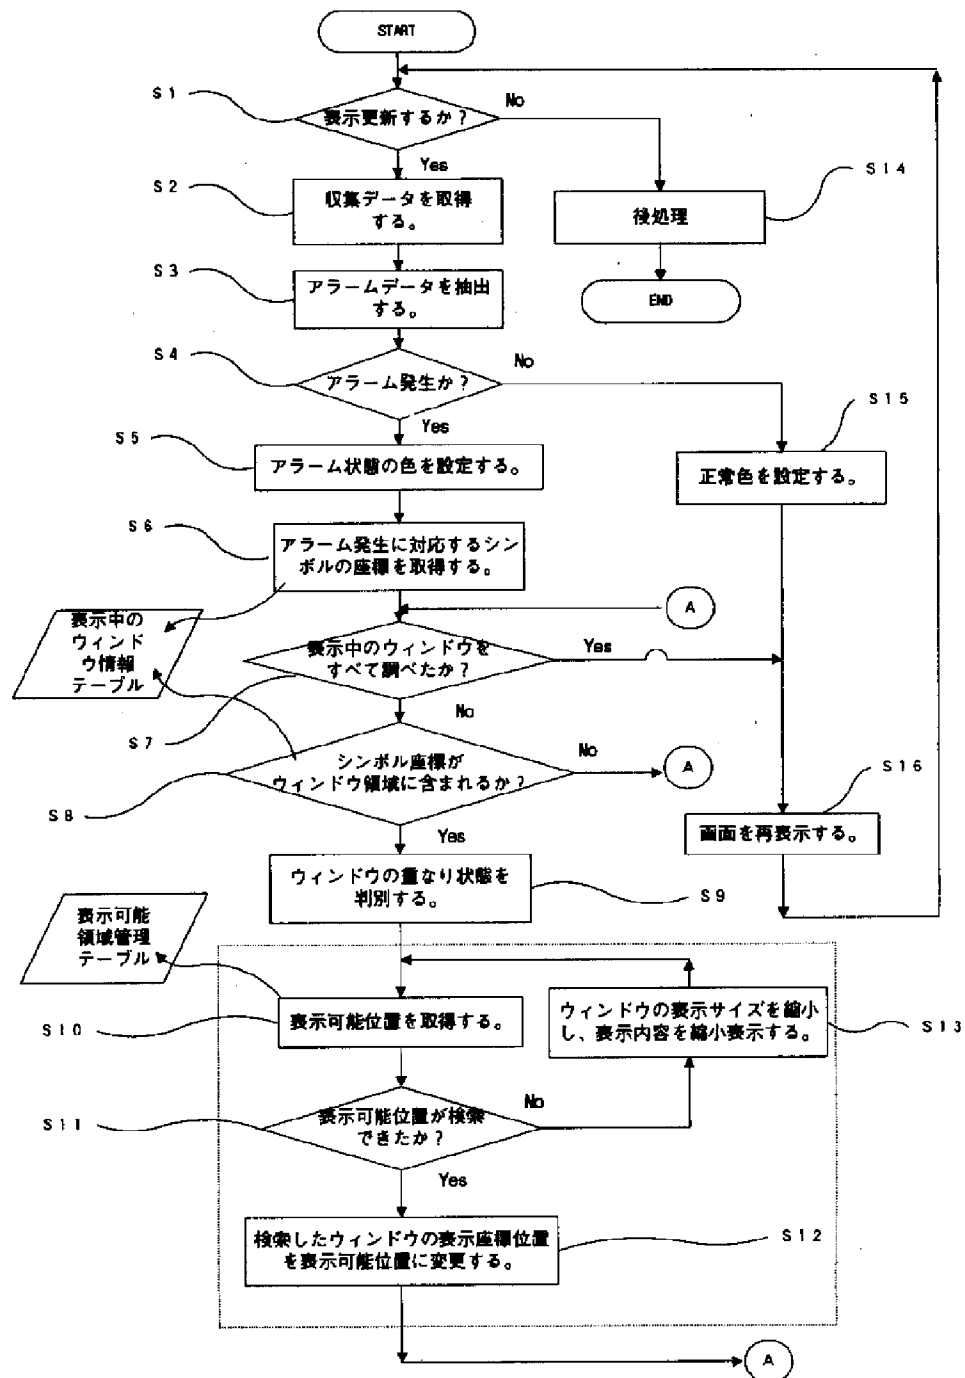 START
S1
No
表示更新するか？
Yes
S2
収集データを取得
する。
S14
後処理
S3
アラームデータを抽出
する。
END
S4
No
アラーム発生か？
Yes
S15
S5
アラーム状態の色を設定する。
正常色を設定する。
S6
アラーム発生に対応するシン
ボルの座標を取得する。
A
表示中の
ウィンド
ウ情報
テーブル
表示中のウィンドウを
すべて調べたか？
Yes
S7
No
シンボル座標が
ウィンドウ領域に含まれるか？
No
A
S8
S16
Yes
画面を再表示する。
ウィンドウの重なり状態を
判別する。
S9
表示可能
領域管理
テーブル
S10
表示可能位置を取得する。
ウィンドウの表示サイズを縮小
し、表示内容を縮小表示する。
S13
S11
表示可能位置が検索
できたか？
No
Yes
検索したウィンドウの表示座標位置
を表示可能位置に変更する。
S12
A